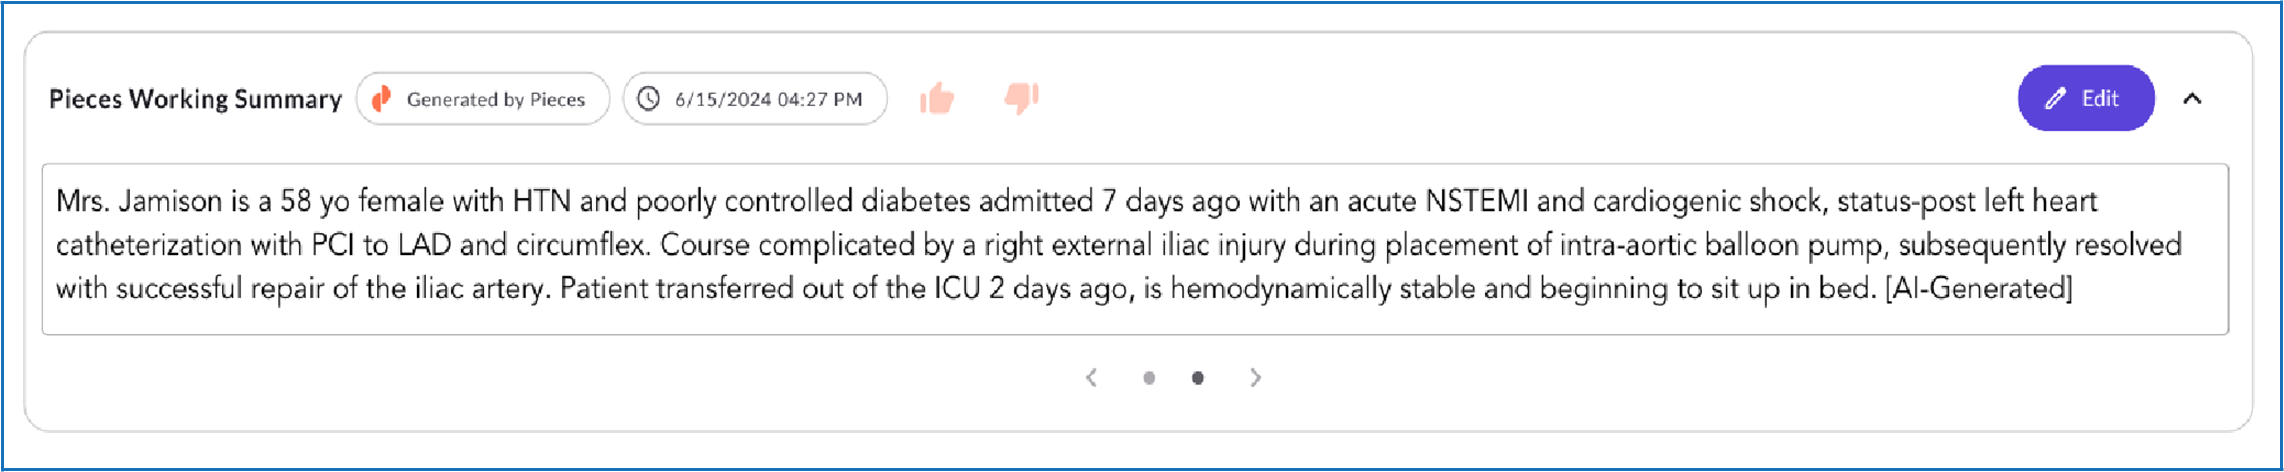 Pieces Working Summary Generated by Pieces 6/15/2024 04:27 PM Edit
Mrs. Jamison is a 58 yo female with HTN and poorly controlled diabetes admitted 7 days ago with an acute NSTEMI and cardiogenic shock, status-post left heart
catheterization with PCI to LAD and circumflex. Course complicated by a right external iliac injury during placement of intra-aortic balloon pump, subsequently resolved
with successful repair of the iliac artery. Patient transferred out of the ICU 2 days ago, is hemodynamically stable and beginning to sit up in bed. [AI-Generated]